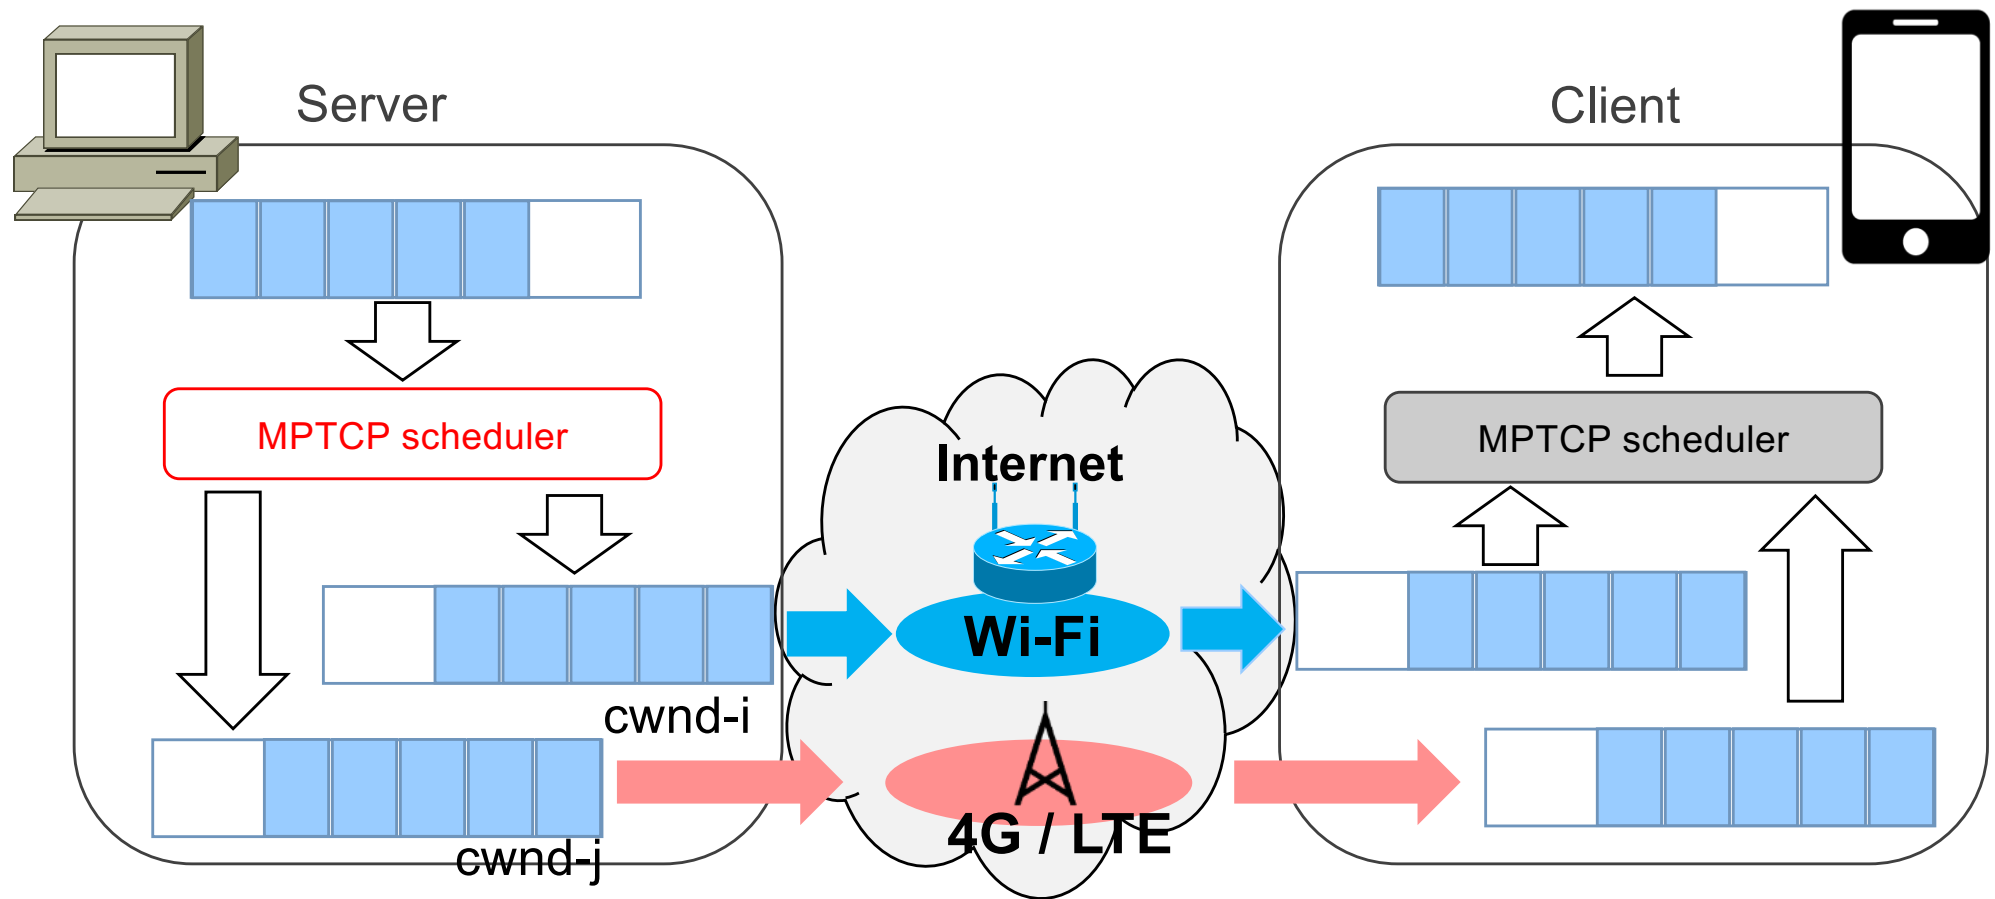 Server
Client
MPTCP scheduler
MPTCP scheduler
Internet
Wi-Fi
cwnd-i
4G / LTE
cwnd-j